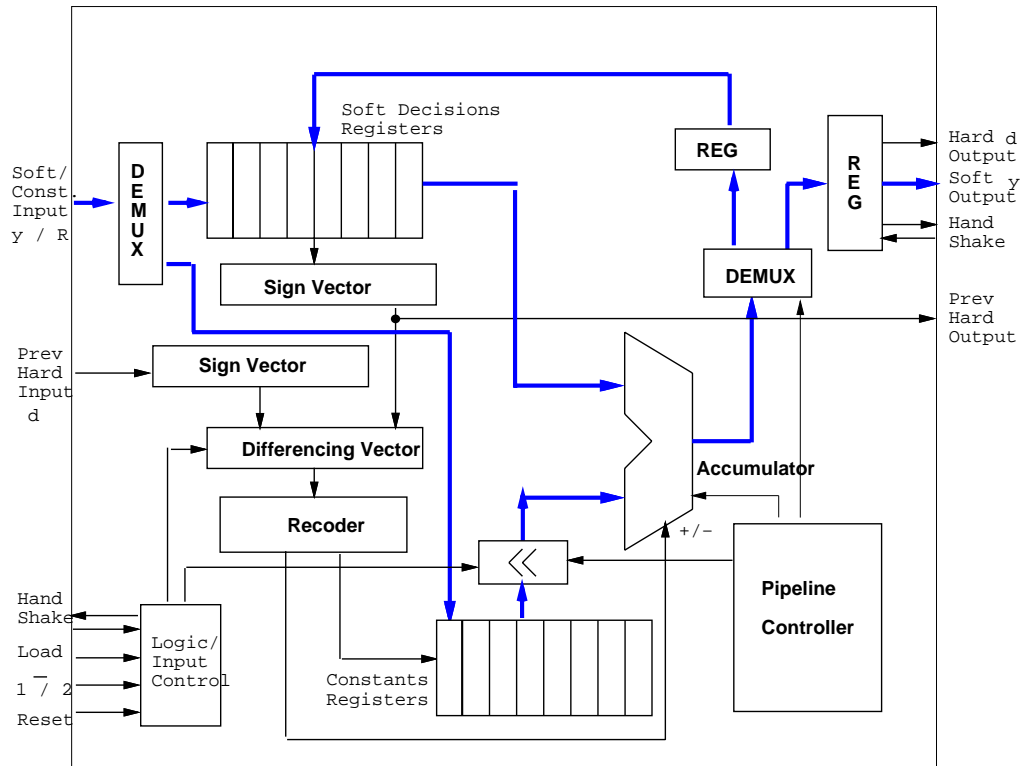 Soft Decisions
Registers
Soft/
Const.
Input
y / R
DEMUX
REG
REG
Hard d
Output
Soft y
Output
Hand
Shake
Sign Vector
DEMUX
Prev
Hard
Output
Prev
Hard
Input
d
Sign Vector
Differencing Vector
Accumulator
Recoder
+/−
<<
Pipeline
Controller
Hand
Shake
Load
1 / 2
Reset
Logic/
Input
Control
Constants
Registers